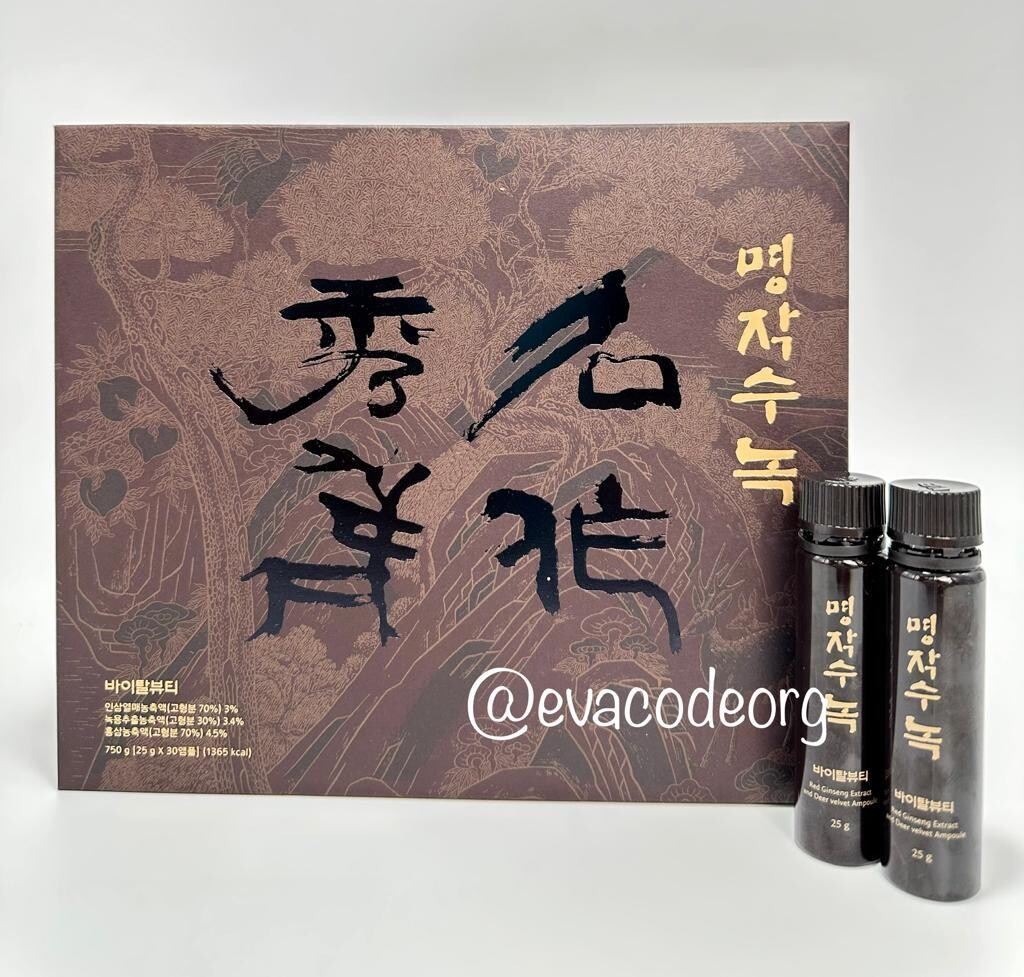 名作
秀
명작수녹
바이탈뷰티
인삼열매농축액(고형분 70%) 3%
녹용추출농축액(고형분 30%) 3.4%
홍삼농축액(고형분 70%) 4.5%
750 g [25 g X 30앰플] (1365 kcal)
@evacodeorg
명작수녹
바이탈뷰티
Red Ginseng Extract
and Deer velvet Ampoule
25 g
명작수녹
바이탈뷰티
Red Ginseng Extract
and Deer velvet Ampoule
25 g